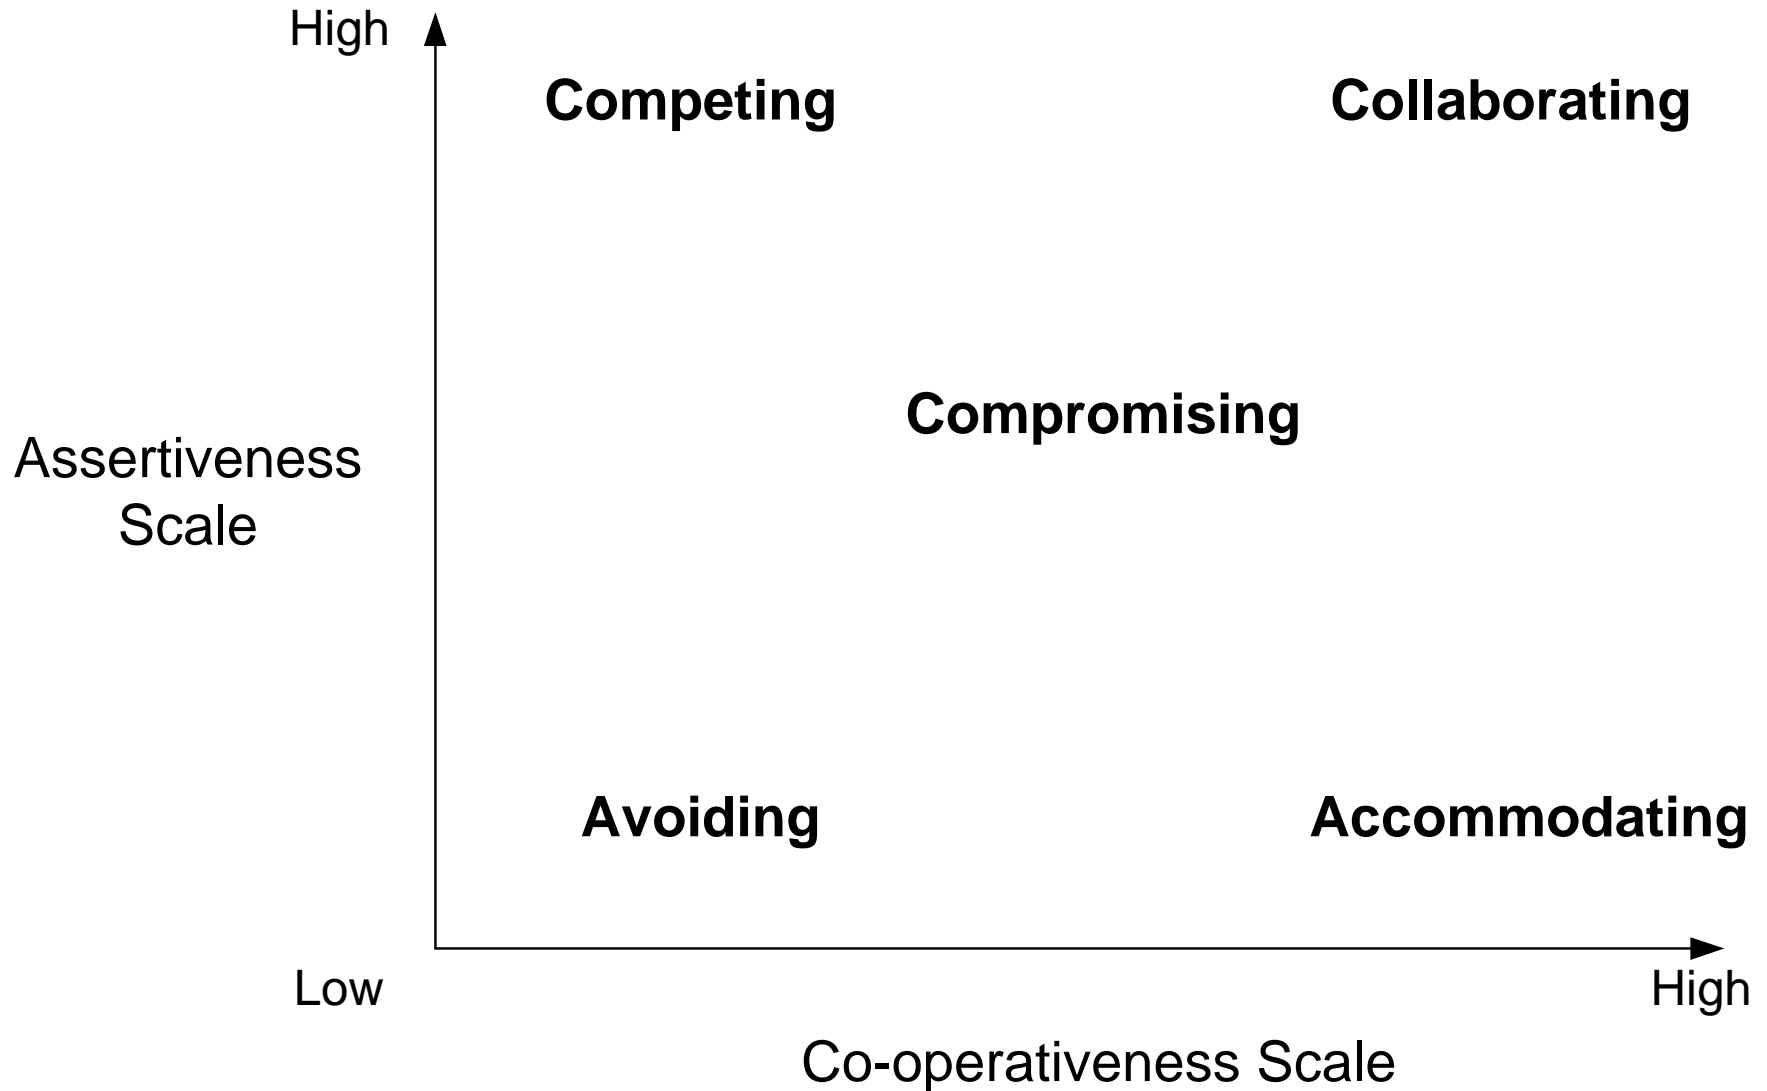 High
Competing
Collaborating
Compromising
Assertiveness
Scale
Avoiding
Accommodating
Low
High
Co-operativeness Scale